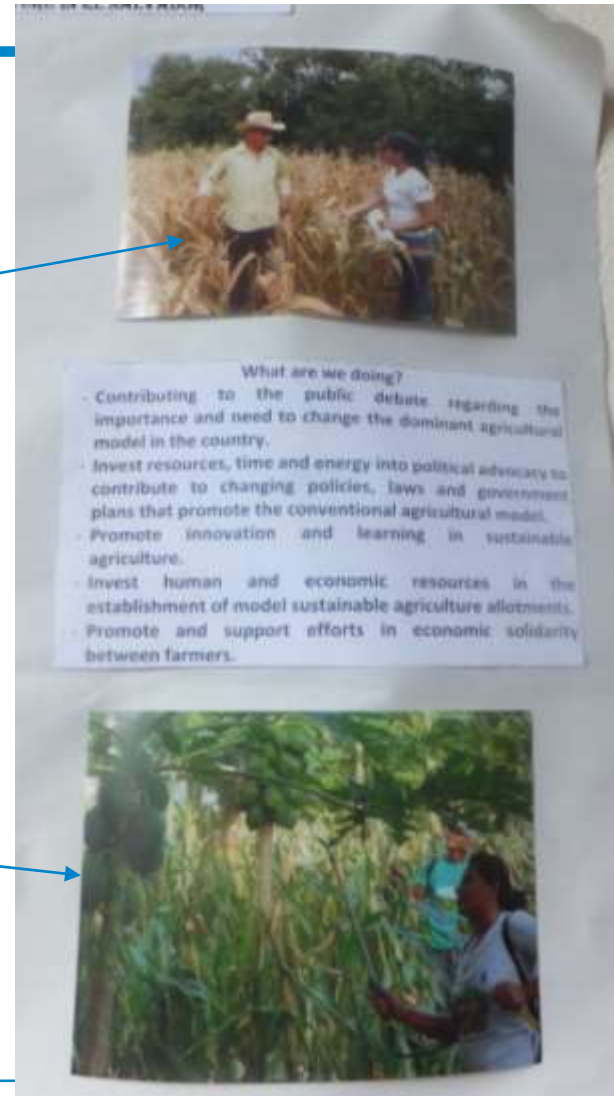 IN EL SALVADOR
What are we doing?
- Contributing to the public debate regarding the
importance and need to change the dominant agricultural
model in the country.
- Invest resources, time and energy into political advocacy to
contribute to changing policies, laws and government
plans that promote the conventional agricultural model.
- Promote innovation and learning in sustainable
agriculture.
- Invest human and economic resources in the
establishment of model sustainable agriculture allotments.
- Promote and support efforts in economic solidarity
between farmers.